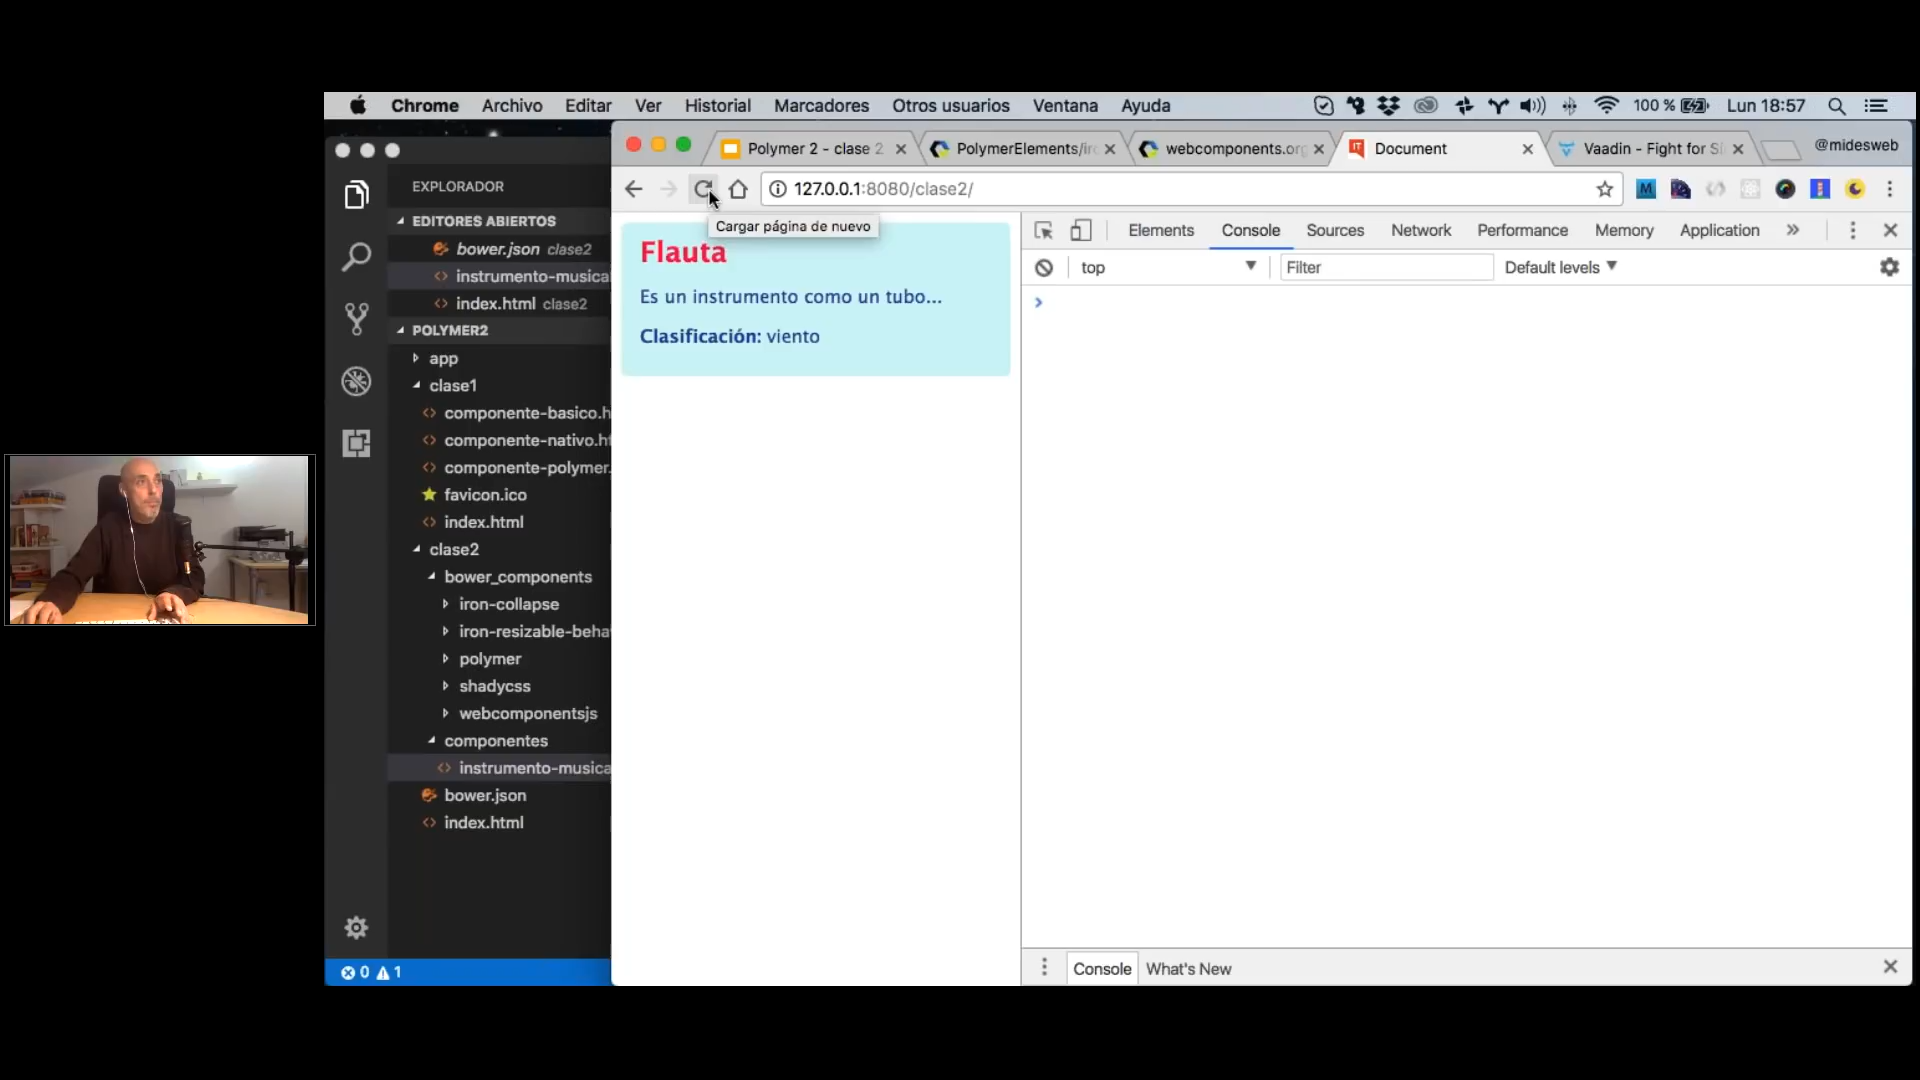 Chrome Archivo Editar Ver Historial Marcadores Otros usuarios Ventana Ayuda 100 % Lun 18:57
Polymer 2 - clase 2
PolymerElements/iro
webcomponents.org
Document
Vaadin - Fight for Si
@midesweb
127.0.0.1:8080/clase2/
Cargar página de nuevo
EXPLORADOR
EDITORES ABIERTOS
bower.json clase2
instrumento-musica
index.html clase2
POLYMER2
app
clase1
componente-basico.h
componente-nativo.ht
componente-polymer.
favicon.ico
index.html
clase2
bower_components
iron-collapse
iron-resizable-beha
polymer
shadycss
webcomponentsjs
componentes
instrumento-musica
bower.json
index.html
0 1
Flauta
Es un instrumento como un tubo...
Clasificación: viento
Elements Console Sources Network Performance Memory Application »
top Filter Default levels
Console What's New